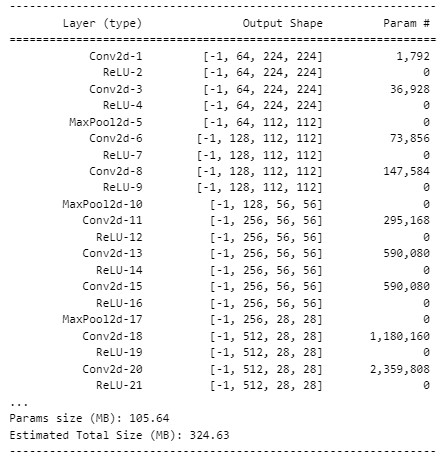 ----------------------------------------------------------------
Layer (type) Output Shape Param #
================================================================
Conv2d-1 [-1, 64, 224, 224] 1,792
ReLU-2 [-1, 64, 224, 224] 0
Conv2d-3 [-1, 64, 224, 224] 36,928
ReLU-4 [-1, 64, 224, 224] 0
MaxPool2d-5 [-1, 64, 112, 112] 0
Conv2d-6 [-1, 128, 112, 112] 73,856
ReLU-7 [-1, 128, 112, 112] 0
Conv2d-8 [-1, 128, 112, 112] 147,584
ReLU-9 [-1, 128, 112, 112] 0
MaxPool2d-10 [-1, 128, 56, 56] 0
Conv2d-11 [-1, 256, 56, 56] 295,168
ReLU-12 [-1, 256, 56, 56] 0
Conv2d-13 [-1, 256, 56, 56] 590,080
ReLU-14 [-1, 256, 56, 56] 0
Conv2d-15 [-1, 256, 56, 56] 590,080
ReLU-16 [-1, 256, 56, 56] 0
MaxPool2d-17 [-1, 256, 28, 28] 0
Conv2d-18 [-1, 512, 28, 28] 1,180,160
ReLU-19 [-1, 512, 28, 28] 0
Conv2d-20 [-1, 512, 28, 28] 2,359,808
ReLU-21 [-1, 512, 28, 28] 0
...
Params size (MB): 105.64
Estimated Total Size (MB): 324.63
----------------------------------------------------------------